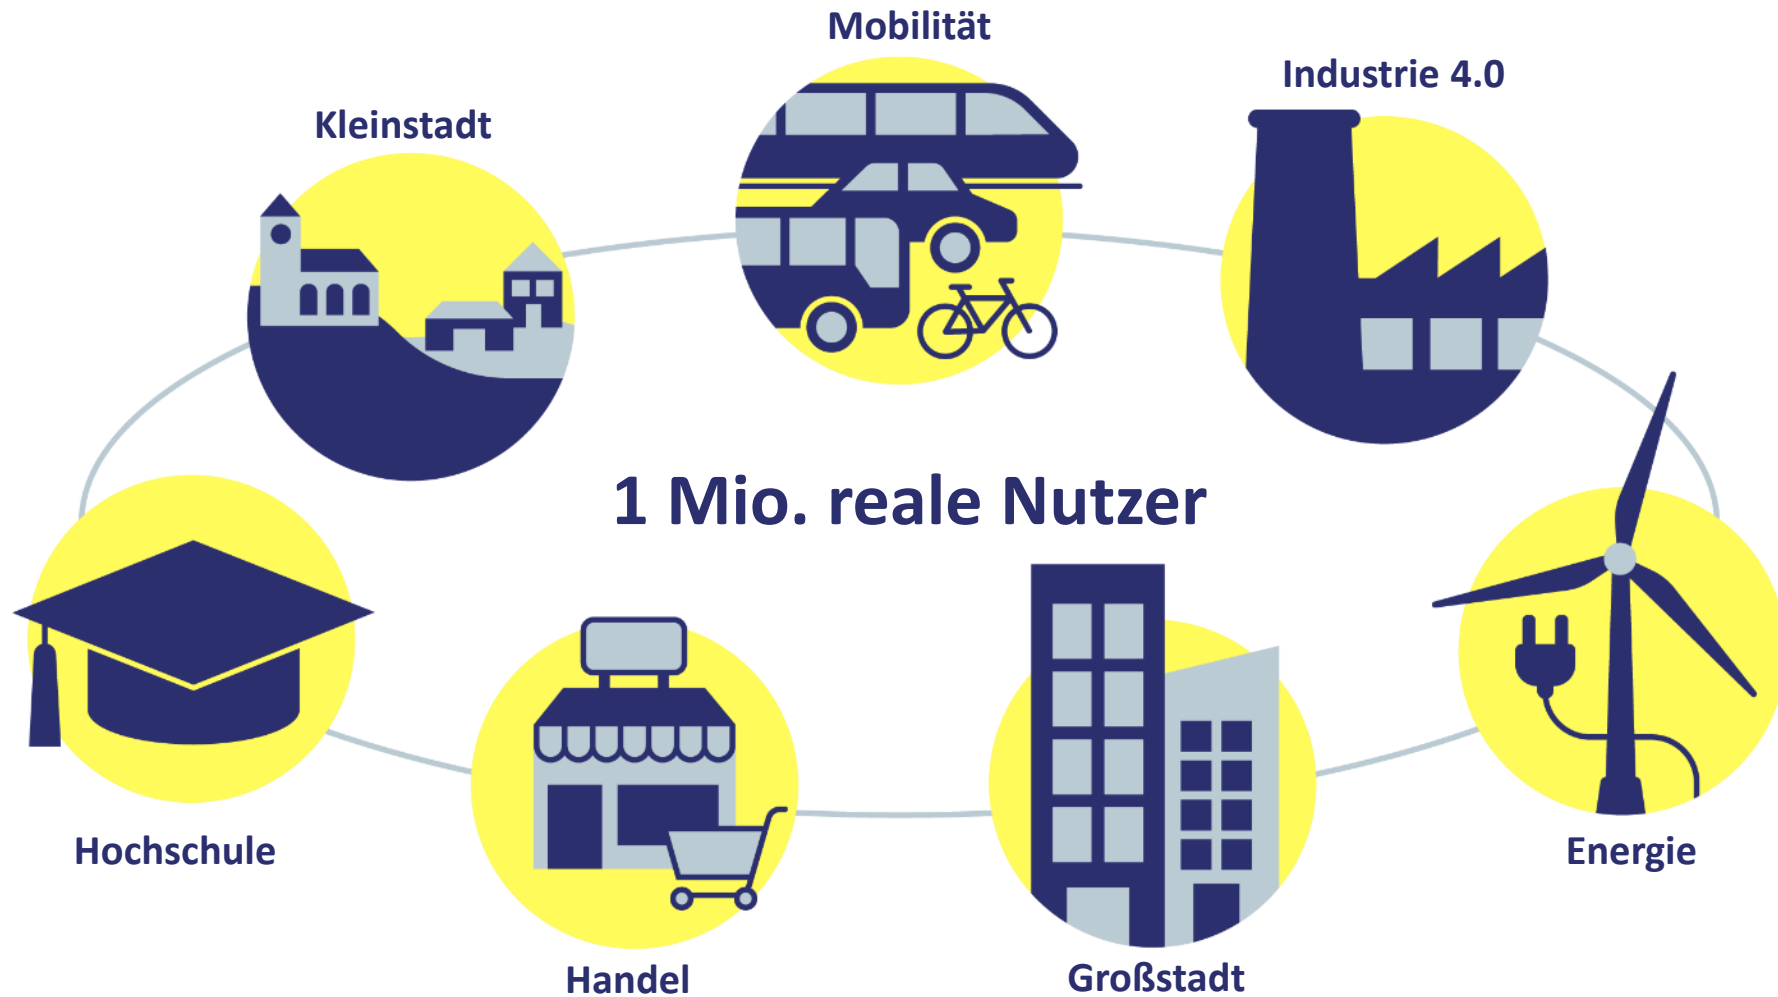 Mobilität
Industrie 4.0
Kleinstadt
1 Mio. reale Nutzer
Hochschule
Energie
Handel
Großstadt